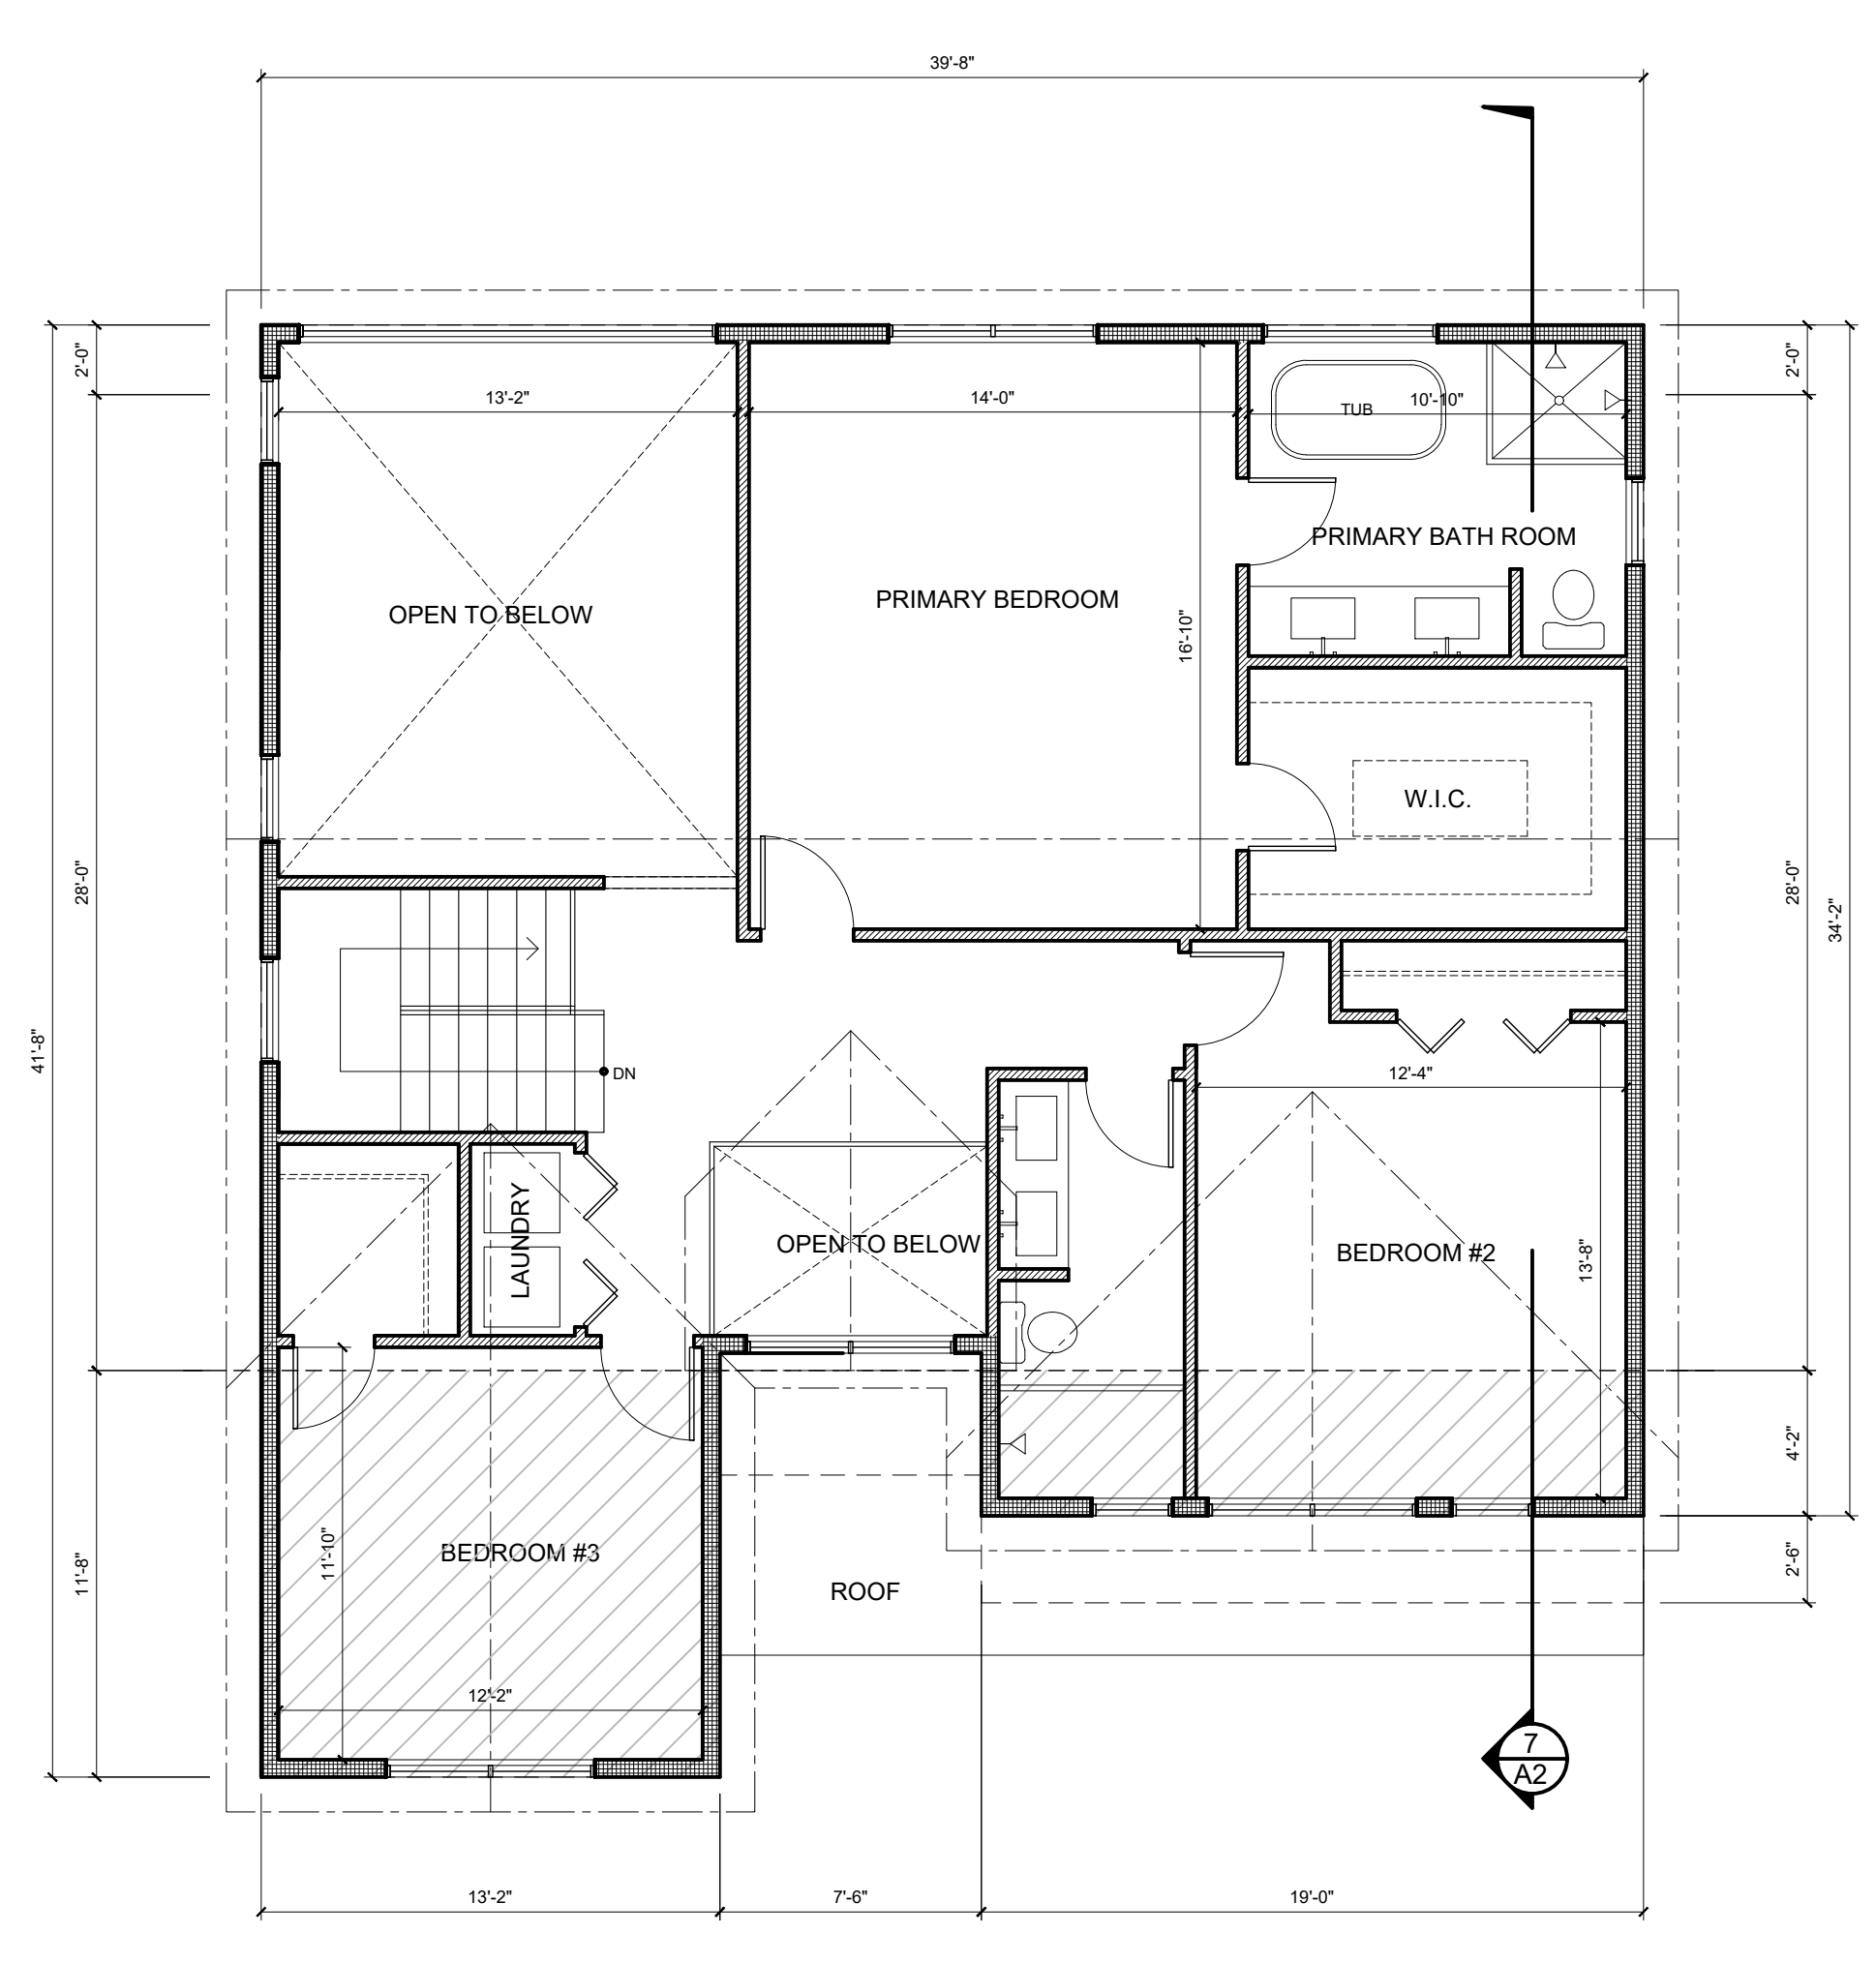 39'-8"
2'-0"
2'-0"
13'-2"
14'-0"
TUB
10'-10"
PRIMARY BATH ROOM
PRIMARY BEDROOM
OPEN TO BELOW
16'-10"
W.I.C.
28'-0"
28'-0"
34'-2"
41'-8"
DN
12'-4"
LAUNDRY
OPEN TO BELOW
BEDROOM #2
13'-8"
4'-2"
11'-10"
BEDROOM #3
11'-8"
ROOF
2'-6"
12'-2"
7
A2
13'-2"
7'-6"
19'-0"